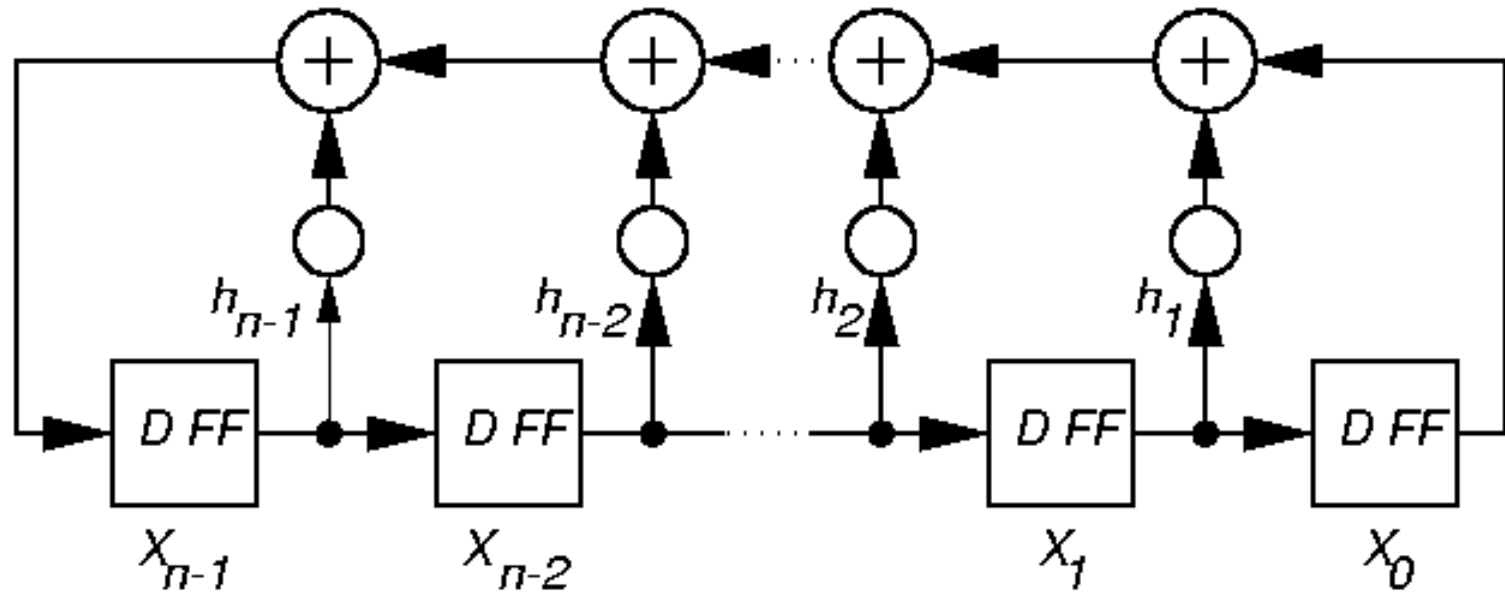 + + + +
h_{n-1} h_{n-2} h_2 h_1
D FF D FF D FF D FF
X_{n-1} X_{n-2} X_1 X_0